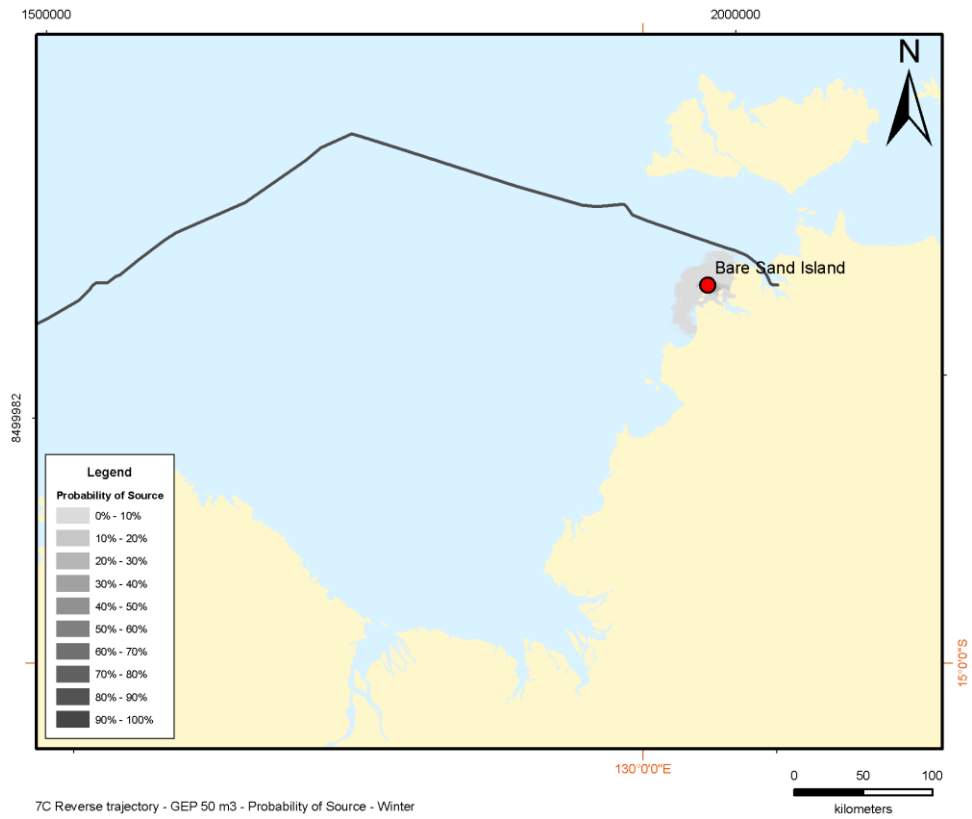 1500000
2000000
N
Bare Sand Island
8499982
Legend
Probability of Source
0% - 10%
10% - 20%
20% - 30%
30% - 40%
40% - 50%
50% - 60%
60% - 70%
70% - 80%
80% - 90%
90% - 100%
15°0'0"S
130°0'0"E
0 50 100
kilometers
7C Reverse trajectory - GEP 50 m3 - Probability of Source - Winter